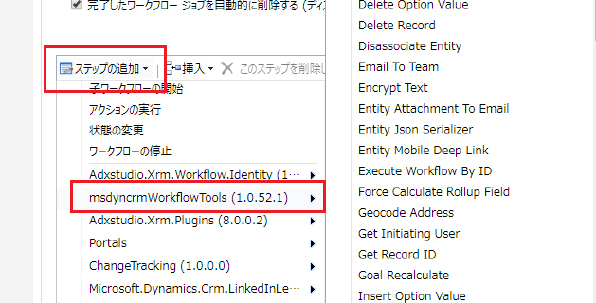 完了したワークフロー ジョブを自動的に削除する (ディス
ステップの追加
挿入
このステップを削除し
子ワークフローの開始
アクションの実行
状態の変更
ワークフローの停止
Adxstudio.Xrm.Workflow.Identity (1···
msdyncrmWorkflowTools (1.0.52.1)
Adxstudio.Xrm.Plugins (8.0.0.2)
Portals
ChangeTracking (1.0.0.0)
Microsoft.Dynamics.Crm.LinkedInLe···
Delete Option Value
Delete Record
Disassociate Entity
Email To Team
Encrypt Text
Entity Attachment To Email
Entity Json Serializer
Entity Mobile Deep Link
Execute Workflow By ID
Force Calculate Rollup Field
Geocode Address
Get Initiating User
Get Record ID
Goal Recalculate
Insert Option Value